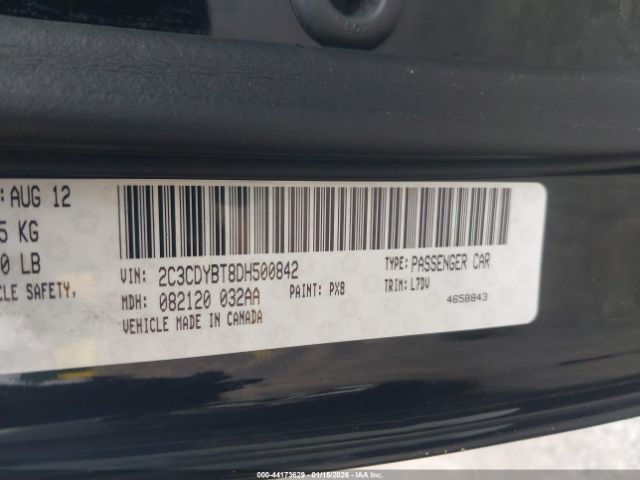 : AUG 12
5 KG
0 LB
CLE SAFETY,
VIN: 2C3CDYBT8DH500842
TYPE: PASSENGER CAR
MDH: 082120 032AA
PAINT: PX8
TRIM: L7DV
VEHICLE MADE IN CANADA
4658843
© 44173629 - 01/15/2026 - IAA Inc.